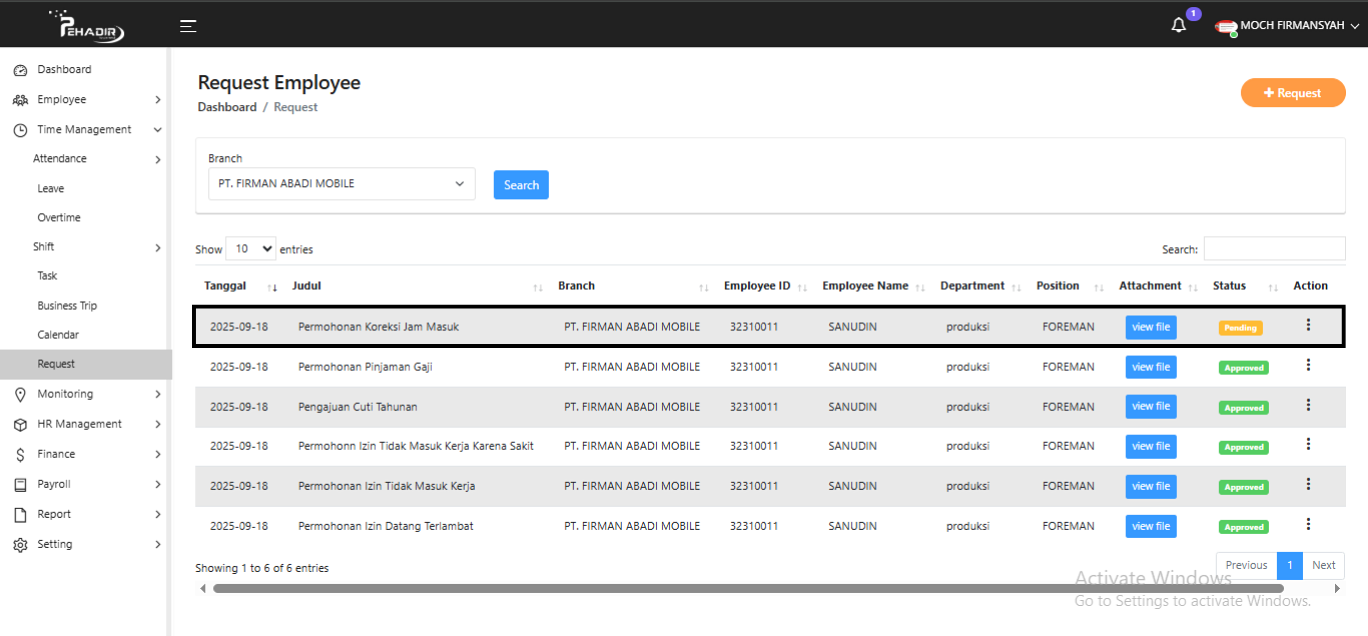 PEHADIR
1
MOCH FIRMANSYAH
Dashboard
Employee
Time Management
Attendance
Leave
Overtime
Shift
Task
Business Trip
Calendar
Request
Monitoring
HR Management
Finance
Payroll
Report
Setting
Request Employee
Dashboard / Request
+ Request
Branch
PT. FIRMAN ABADI MOBILE
Search
Show 10 entries
Search:
Tanggal Judul Branch Employee ID Employee Name Department Position Attachment Status Action
2025-09-18 Permohonan Koreksi Jam Masuk PT. FIRMAN ABADI MOBILE 32310011 SANUDIN produksi FOREMAN view file Pending
2025-09-18 Permohonan Pinjaman Gaji PT. FIRMAN ABADI MOBILE 32310011 SANUDIN produksi FOREMAN view file Approved
2025-09-18 Pengajuan Cuti Tahunan PT. FIRMAN ABADI MOBILE 32310011 SANUDIN produksi FOREMAN view file Approved
2025-09-18 Permohonn Izin Tidak Masuk Kerja Karena Sakit PT. FIRMAN ABADI MOBILE 32310011 SANUDIN produksi FOREMAN view file Approved
2025-09-18 Permohonan Izin Tidak Masuk Kerja PT. FIRMAN ABADI MOBILE 32310011 SANUDIN produksi FOREMAN view file Approved
2025-09-18 Permohonan Izin Datang Terlambat PT. FIRMAN ABADI MOBILE 32310011 SANUDIN produksi FOREMAN view file Approved
Showing 1 to 6 of 6 entries
Previous 1 Next
Activate Windows
Go to Settings to activate Windows.